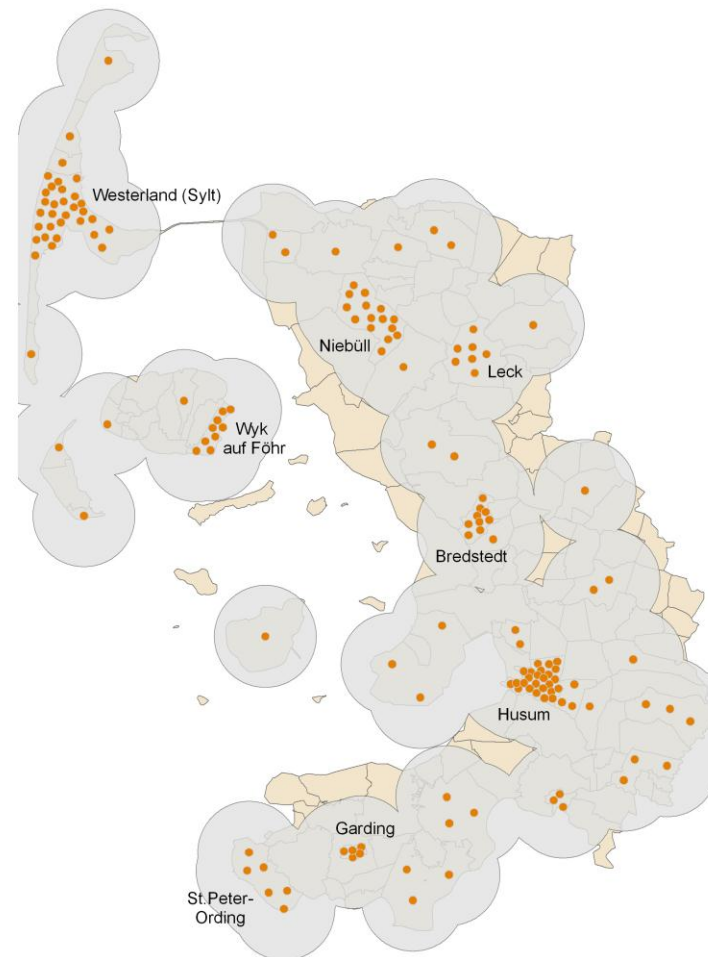 Westerland (Sylt)
Niebüll
Leck
Wyk
auf Föhr
Bredstedt
Husum
Garding
St.Peter-
Ording